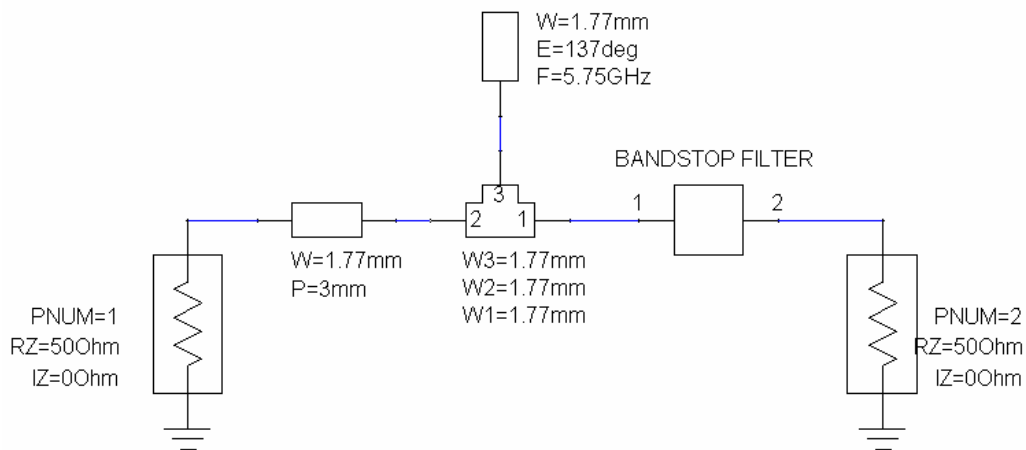 W=1.77mm
E=137deg
F=5.75GHz
BANDSTOP FILTER
3
2
1
1
2
W=1.77mm
P=3mm
W3=1.77mm
W2=1.77mm
W1=1.77mm
PNUM=1
RZ=50Ohm
IZ=0Ohm
PNUM=2
RZ=50Ohm
IZ=0Ohm